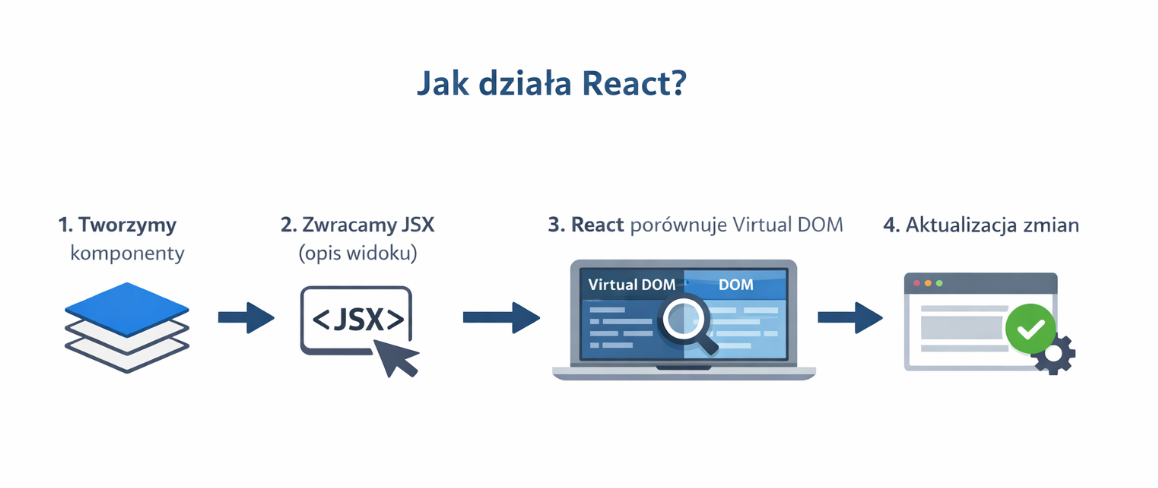 Jak działa React?
1. Tworzymy
komponenty
2. Zwracamy JSX
(opis widoku)
<JSX>
3. React porównuje Virtual DOM
Virtual DOM
DOM
4. Aktualizacja zmian